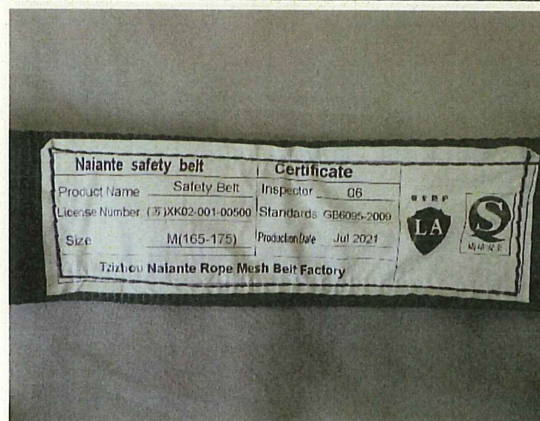 Naiante safety belt
Certificate
Product Name Safety Belt
Inspector 06
License Number (苏)XK02-001-00500
Standards GB6095-2009
Size M(165-175)
Production Date Jul 2021
Tzizhou Naiante Rope Mesh Belt Factory
LA
S